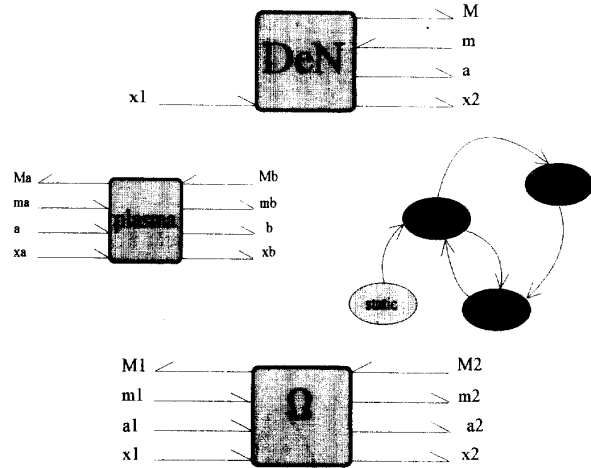 M
DeN
m
a
x1
x2
Ma
Mb
ma
mb
plasma
a
b
xa
xb
static
M1
M2
m1
m2
Ω
a1
a2
x1
x2